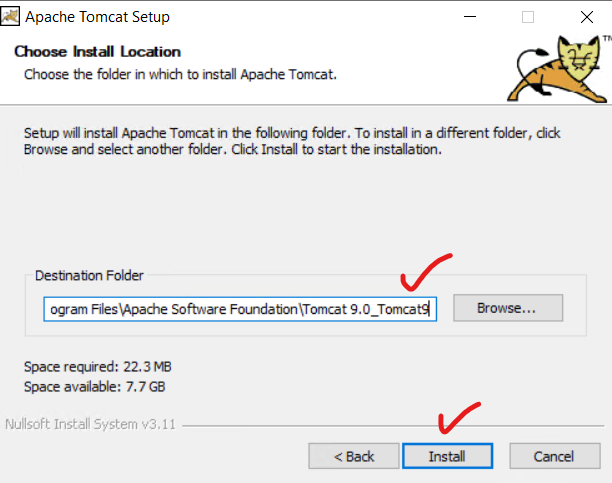 Apache Tomcat Setup
Choose Install Location
Choose the folder in which to install Apache Tomcat.
TM
Setup will install Apache Tomcat in the following folder. To install in a different folder, click
Browse and select another folder. Click Install to start the installation.
Destination Folder
ogram Files\Apache Software Foundation\Tomcat 9.0_Tomcat9
Browse...
Space required: 22.3 MB
Space available: 7.7 GB
Nullsoft Install System v3.11
< Back
Install
Cancel